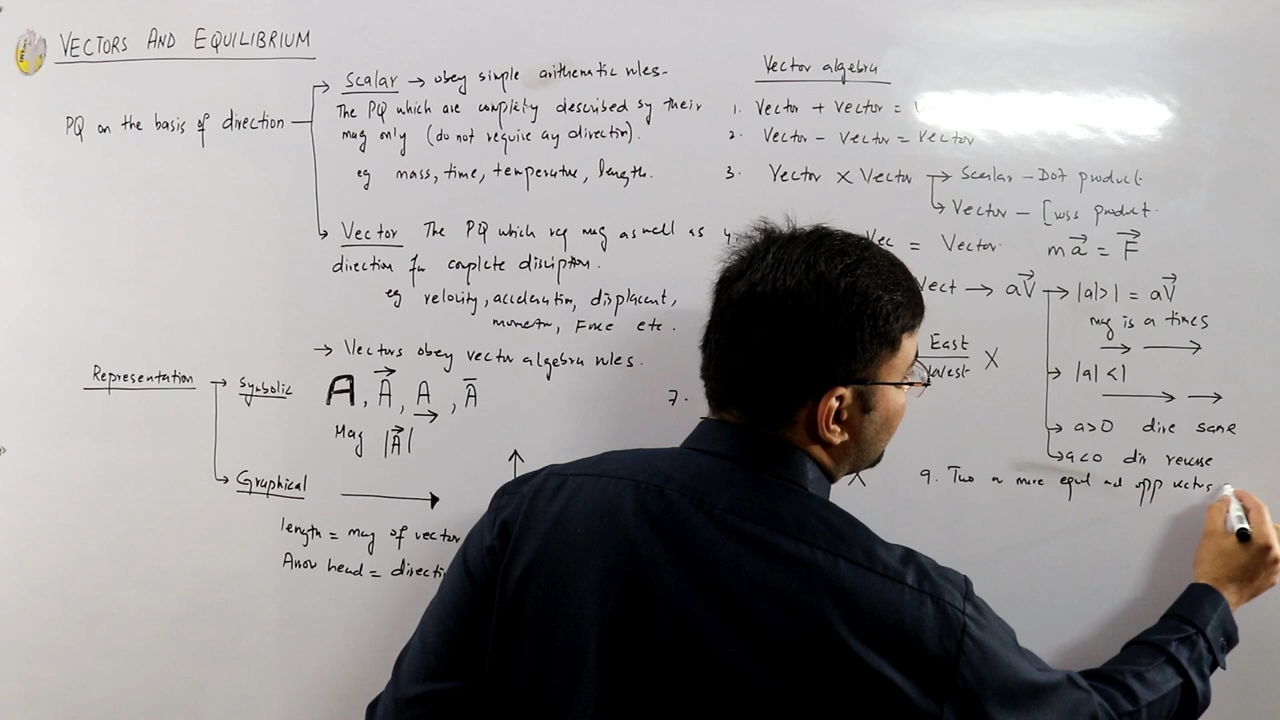 VECTORS AND EQUILIBRIUM
PQ on the basis of direction
Scalar → obey simple arithematic rules.
The PQ which are completely described by their
mag only (do not require any direction).
eg mass, time, temperature, length.
Vector The PQ which req mag as well as
direction for complete discription.
eg velocity, acceleration, displacent,
momentum, Force etc.
→ Vectors obey vector algebra rules.
Representation → Symbolic A, A, A, A
Mag |A|
Graphical
length = mag of vector
Arrow head = directi
Vector algebra
1. Vector + Vector = V
2. Vector - Vector = Vector
3. Vector X Vector → Scalar - Dot product
Vector - Cross product.
4. Vec = Vector. ma = F
Vect → aV → |a|>1 = aV
mag is a times
East
West X
→ |a| < 1
7.
→ a>0 dire same
→ a<0 dir reverse
X
9. Two or more equl and opp vectors